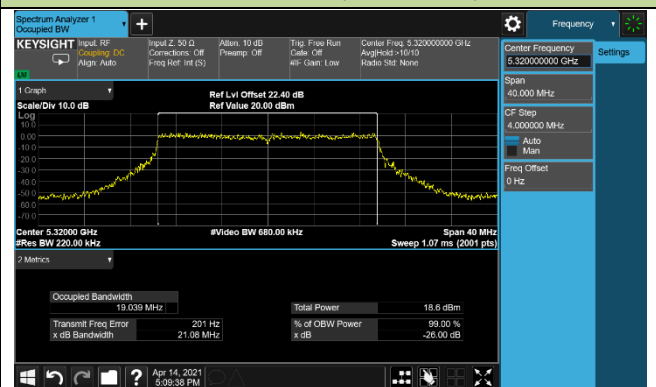 Spectrum Analyzer 1
Occupied BW
Frequency
KEYSIGHT
Input: RF
Coupling: DC
Align: Auto
Input Z: 50 Ω
Corrections: Off
Freq Ref: Int (S)
Atten: 10 dB
Preamp: Off
Trig: Free Run
Gate: Off
#IF Gain: Low
Center Freq: 5.320000000 GHz
Avg|Hold:>10/10
Radio Std: None
LNI
Center Frequency
5.320000000 GHz
Settings
Span
40.000 MHz
CF Step
4.000000 MHz
Auto
Man
Freq Offset
0 Hz
1 Graph
Scale/Div 10.0 dB
Ref Lvl Offset 22.40 dB
Ref Value 20.00 dBm
Log
10.0
0.00
-10.0
-20.0
-30.0
-40.0
-50.0
-60.0
-70.0
Center 5.32000 GHz
#Res BW 220.00 kHz
#Video BW 680.00 kHz
Span 40 MHz
Sweep 1.07 ms (2001 pts)
2 Metrics
Occupied Bandwidth
19.039 MHz
Total Power 18.6 dBm
Transmit Freq Error 201 Hz
% of OBW Power 99.00 %
x dB Bandwidth 21.08 MHz
x dB -26.00 dB
?
Apr 14, 2021
5:09:38 PM